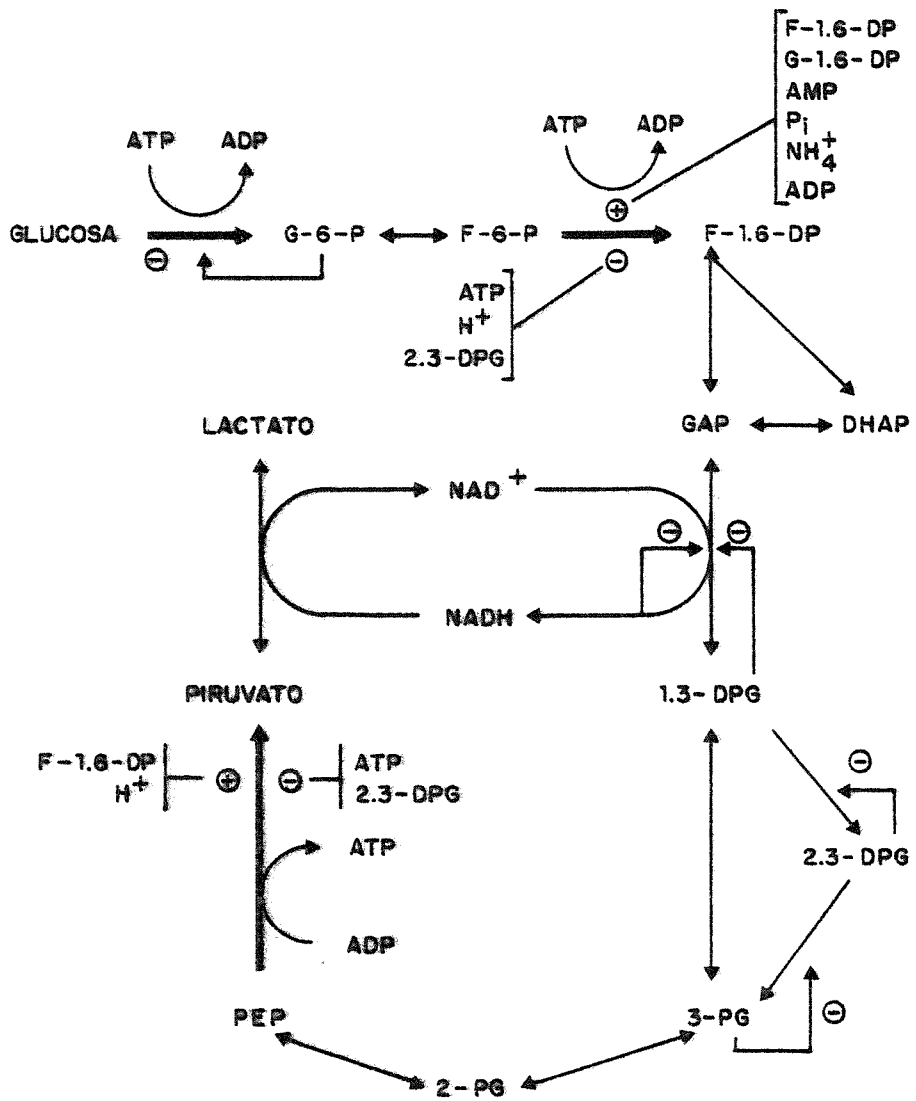 F-1.6-DP
G-1.6-DP
AMP
Pi
NH4+
ADP
ATP ADP
ATP ADP
⊕
GLUCOSA G-6-P F-6-P F-1.6-DP
⊖
⊖
ATP
H+
2.3-DPG
LACTATO GAP DHAP
NAD+
⊖ ⊖
NADH
PIRUVATO 1.3-DPG
F-1.6-DP
H+
⊕ ⊖
ATP
2.3-DPG
⊖
ATP
2.3-DPG
ADP
PEP 3-PG
⊖
2-PG